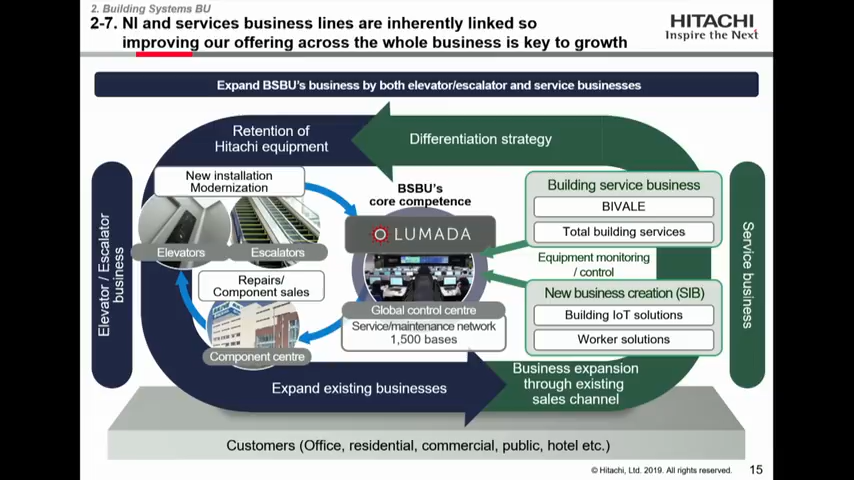 2. Building Systems BU
2-7. NI and services business lines are inherently linked so
improving our offering across the whole business is key to growth
HITACHI
Inspire the Next
Expand BSBU's business by both elevator/escalator and service businesses
Retention of
Hitachi equipment
Differentiation strategy
Elevator / Escalator
business
New installation
Modernization
Elevators
Escalators
Repairs/
Component sales
Component centre
BSBU's
core competence
LUMADA
Global control centre
Service/maintenance network
1,500 bases
Building service business
BIVALE
Total building services
Equipment monitoring
/ control
New business creation (SIB)
Building IoT solutions
Worker solutions
Service business
Expand existing businesses
Business expansion
through existing
sales channel
Customers (Office, residential, commercial, public, hotel etc.)
© Hitachi, Ltd. 2019. All rights reserved.
15